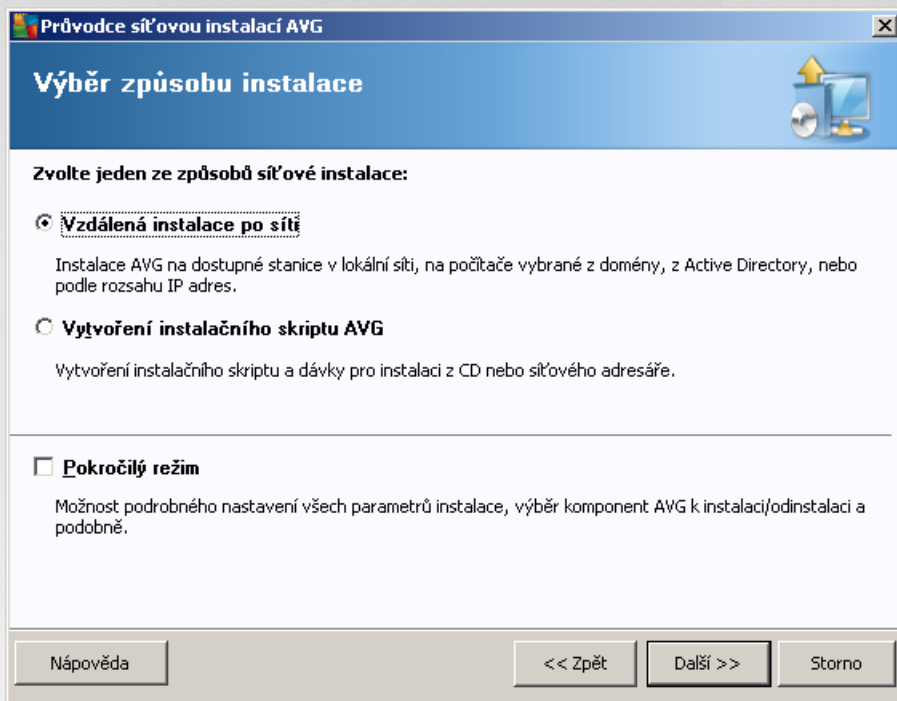 Průvodce síťovou instalací AVG
Výběr způsobu instalace
Zvolte jeden ze způsobů síťové instalace:
Vzdálená instalace po síti
Instalace AVG na dostupné stanice v lokální síti, na počítače vybrané z domény, z Active Directory, nebo
podle rozsahu IP adres.
Vytvoření instalačního skriptu AVG
Vytvoření instalačního skriptu a dávky pro instalaci z CD nebo síťového adresáře.
Pokročilý režim
Možnost podrobného nastavení všech parametrů instalace, výběr komponent AVG k instalaci/odinstalaci a
podobně.
Nápověda
<< Zpět
Další >>
Storno